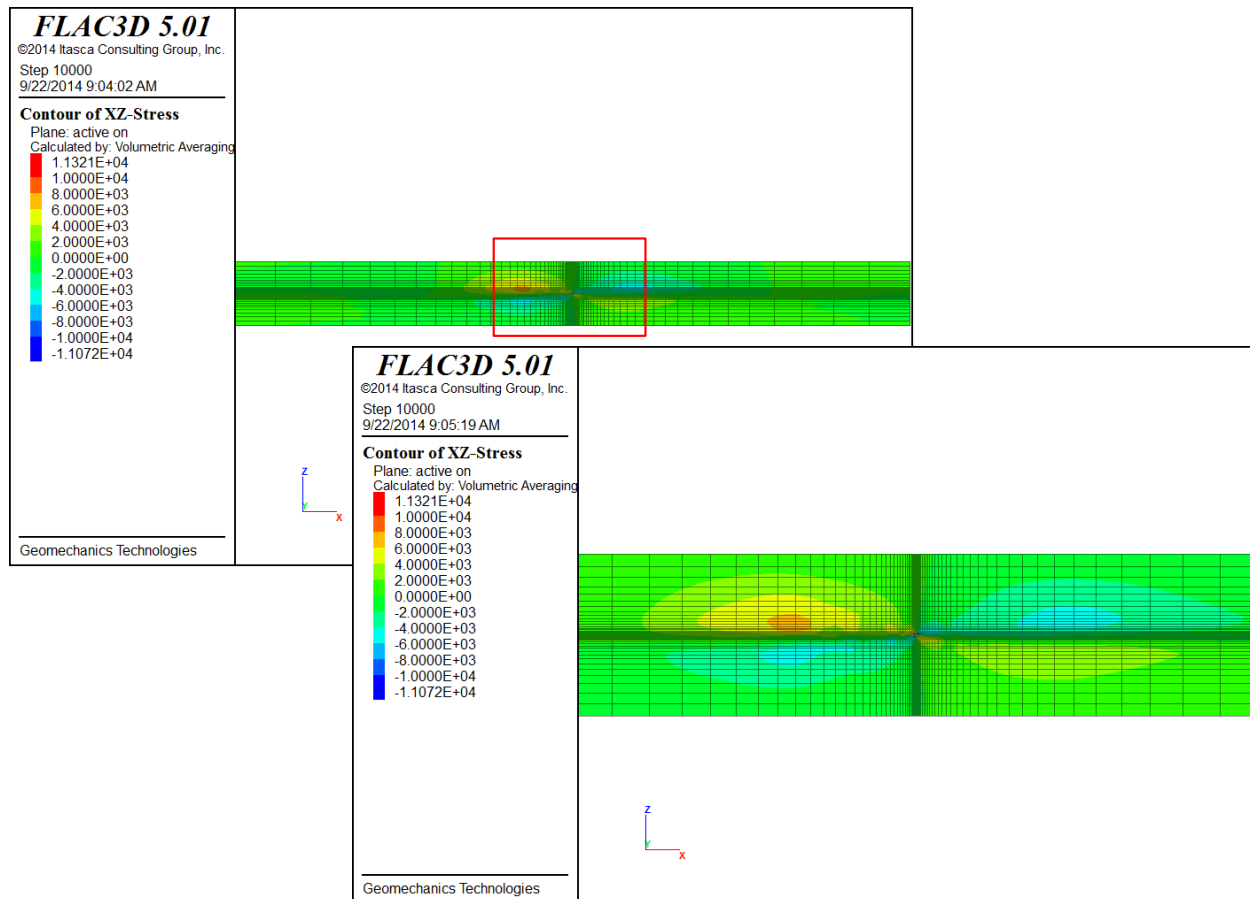 FLAC3D 5.01
©2014 Itasca Consulting Group, Inc.
Step 10000
9/22/2014 9:04:02 AM
Contour of XZ-Stress
Plane: active on
Calculated by: Volumetric Averaging
1.1321E+04
1.0000E+04
8.0000E+03
6.0000E+03
4.0000E+03
2.0000E+03
0.0000E+00
-2.0000E+03
-4.0000E+03
-6.0000E+03
-8.0000E+03
-1.0000E+04
-1.1072E+04
Z
Y
X
Geomechanics Technologies
FLAC3D 5.01
©2014 Itasca Consulting Group, Inc.
Step 10000
9/22/2014 9:05:19 AM
Contour of XZ-Stress
Plane: active on
Calculated by: Volumetric Averaging
1.1321E+04
1.0000E+04
8.0000E+03
6.0000E+03
4.0000E+03
2.0000E+03
0.0000E+00
-2.0000E+03
-4.0000E+03
-6.0000E+03
-8.0000E+03
-1.0000E+04
-1.1072E+04
Z
Y
X
Geomechanics Technologies